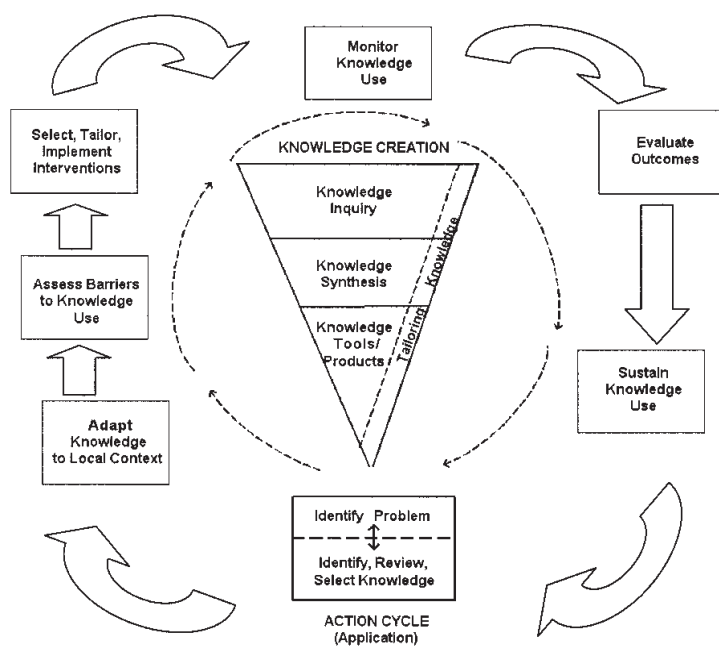 Monitor
Knowledge
Use
Select, Tailor,
Implement
Interventions
Evaluate
Outcomes
KNOWLEDGE CREATION
Knowledge
Inquiry
Knowledge
Synthesis
Knowledge
Tools/
Products
Tailoring Knowledge
Assess Barriers
to Knowledge
Use
Adapt
Knowledge
to Local Context
Sustain
Knowledge
Use
Identify Problem
Identify, Review,
Select Knowledge
ACTION CYCLE
(Application)